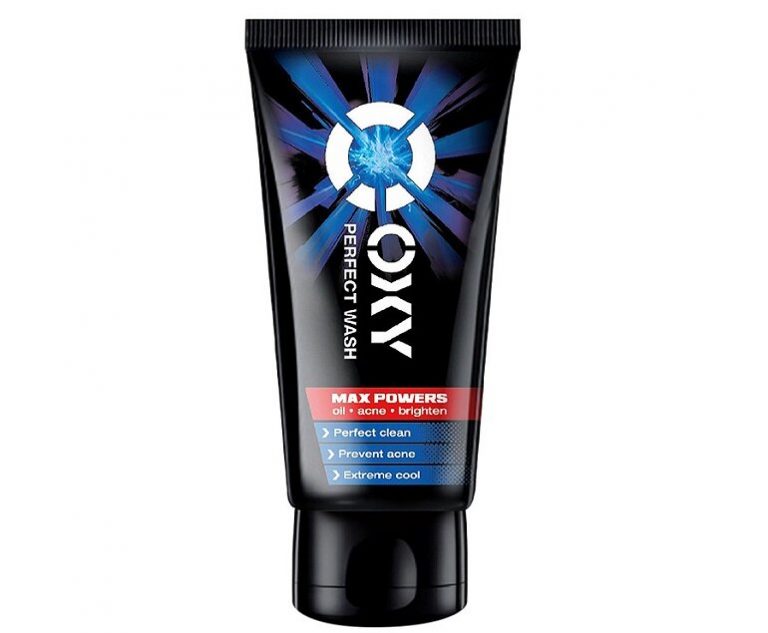 OXY
PERFECT WASH
MAX POWERS
oil • acne • brighten
Perfect clean
Prevent acne
Extreme cool